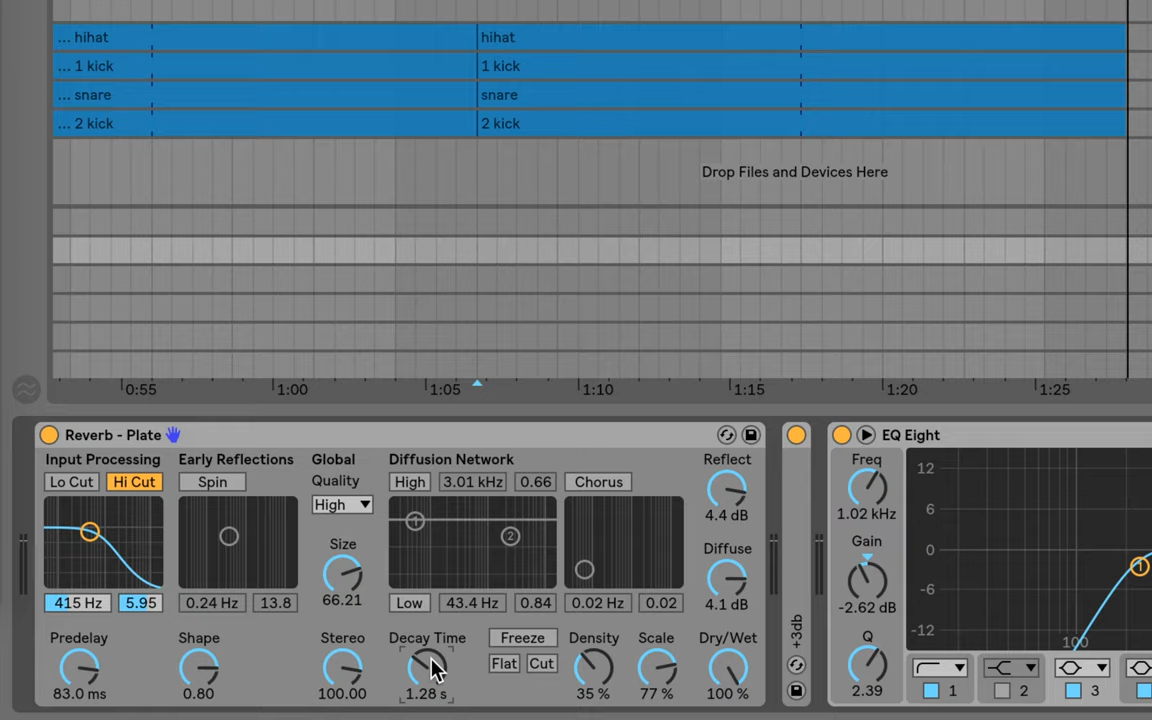 ... hihat
hihat
... 1 kick
1 kick
... snare
snare
... 2 kick
2 kick
Drop Files and Devices Here
0:55 1:00 1:05 1:10 1:15 1:20 1:25
Reverb - Plate
EQ Eight
Input Processing
Early Reflections
Global
Diffusion Network
Reflect
Freq
Lo Cut
Hi Cut
Spin
Quality
High
3.01 kHz
0.66
Chorus
High
4.4 dB
1.02 kHz
12
6
0
-6
-12
100
Size
66.21
1
2
Diffuse
4.1 dB
Gain
-2.62 dB
1
415 Hz
5.95
0.24 Hz
13.8
Low
43.4 Hz
0.84
0.02 Hz
0.02
Predelay
83.0 ms
Shape
0.80
Stereo
100.00
Decay Time
1.28 s
Freeze
Flat
Cut
Density
35 %
Scale
77 %
Dry/Wet
100 %
+3db
Q
2.39
1
2
3